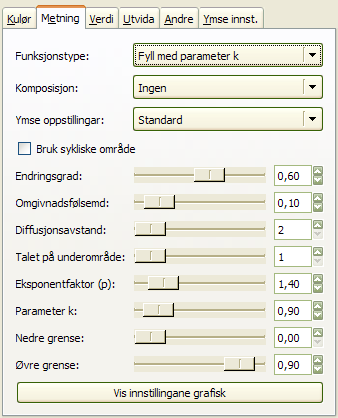 Kulør Metning Verdi Utvida Andre Ymse innst.
Funksjonstype: Fyll med parameter k
Komposisjon: Ingen
Ymse oppstillingar: Standard
Bruk sykliske område
Endringsgrad: 0,60
Omgivnadsfølsemd: 0,10
Diffusjonsavstand: 2
Talet på underområde: 1
Eksponentfaktor (p): 1,40
Parameter k: 0,90
Nedre grense: 0,00
Øvre grense: 0,90
Vis innstillingane grafisk